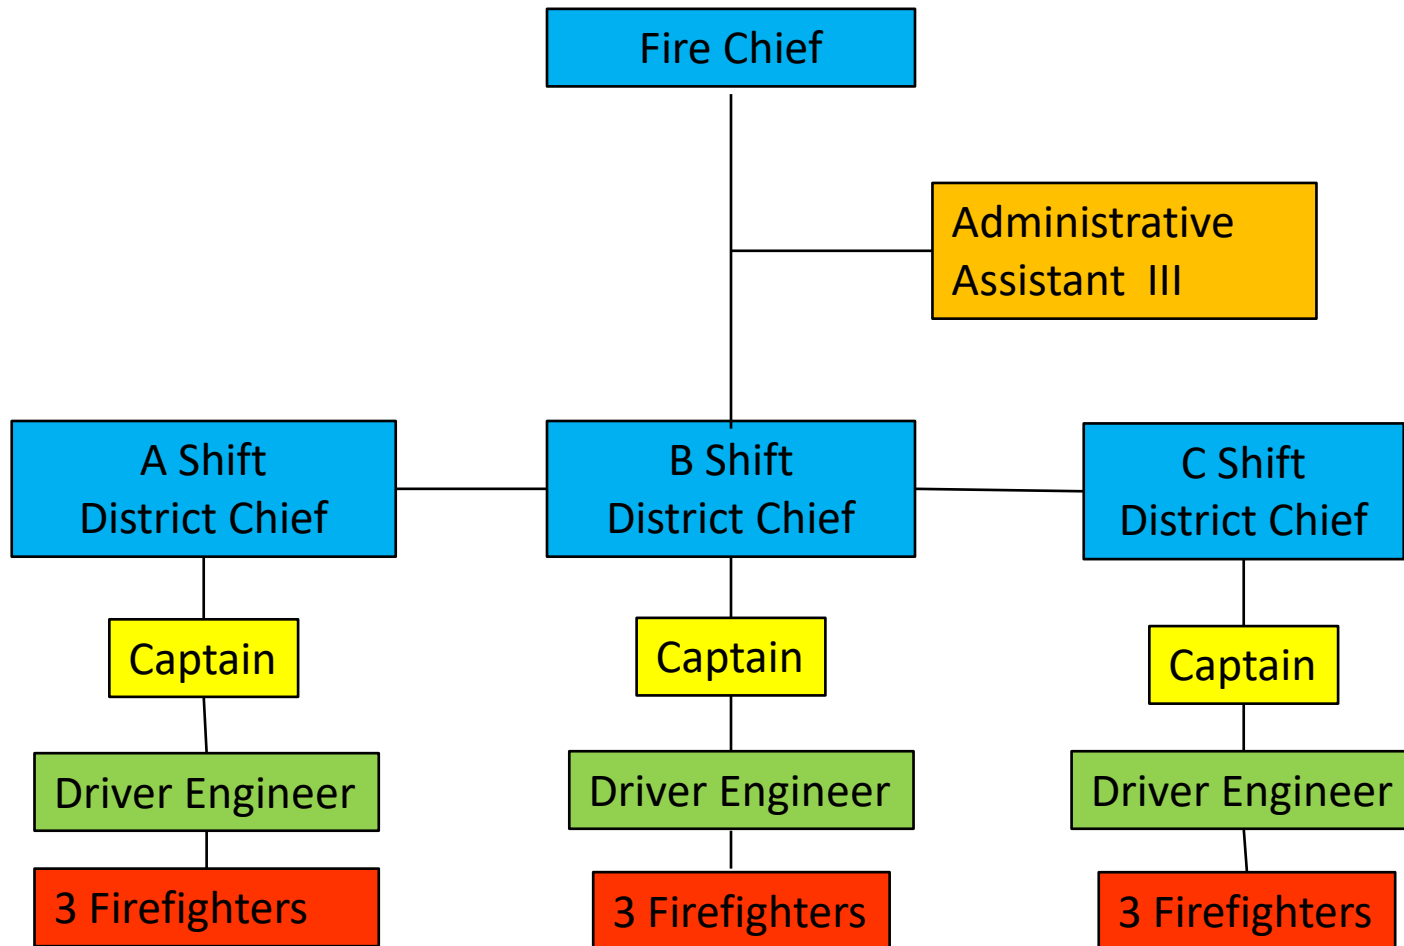 Fire Chief
Administrative
Assistant III
A Shift
District Chief
B Shift
District Chief
C Shift
District Chief
Captain
Captain
Captain
Driver Engineer
Driver Engineer
Driver Engineer
3 Firefighters
3 Firefighters
3 Firefighters